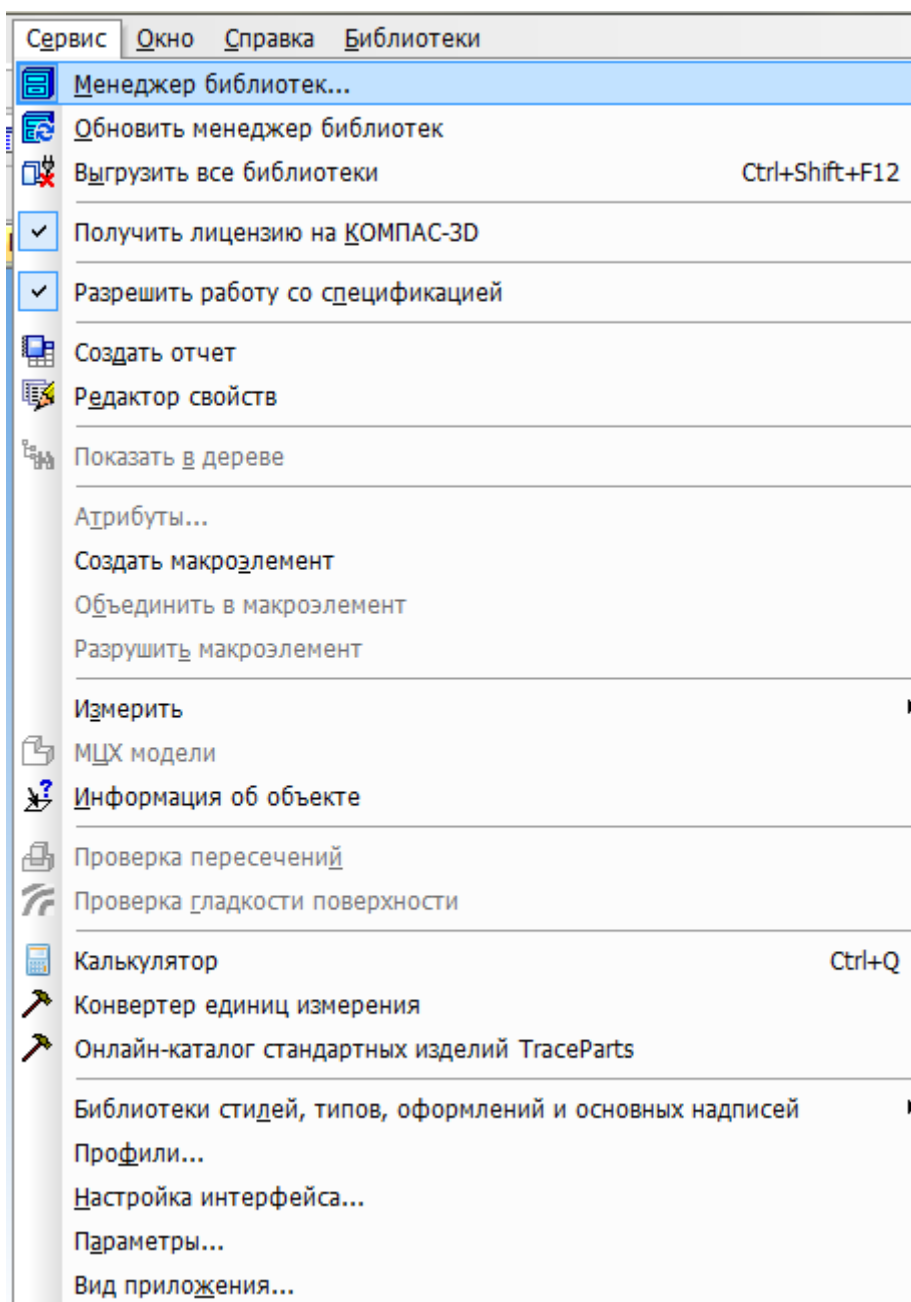 Сервис Окно Справка Библиотеки
Менеджер библиотек...
Обновить менеджер библиотек
Выгрузить все библиотеки Ctrl+Shift+F12
Получить лицензию на КОМПАС-3D
Разрешить работу со спецификацией
Создать отчет
Редактор свойств
Показать в дереве
Атрибуты...
Создать макроэлемент
Объединить в макроэлемент
Разрушить макроэлемент
Измерить
МЦХ модели
Информация об объекте
Проверка пересечений
Проверка гладкости поверхности
Калькулятор Ctrl+Q
Конвертер единиц измерения
Онлайн-каталог стандартных изделий TraceParts
Библиотеки стилей, типов, оформлений и основных надписей
Профили...
Настройка интерфейса...
Параметры...
Вид приложения...